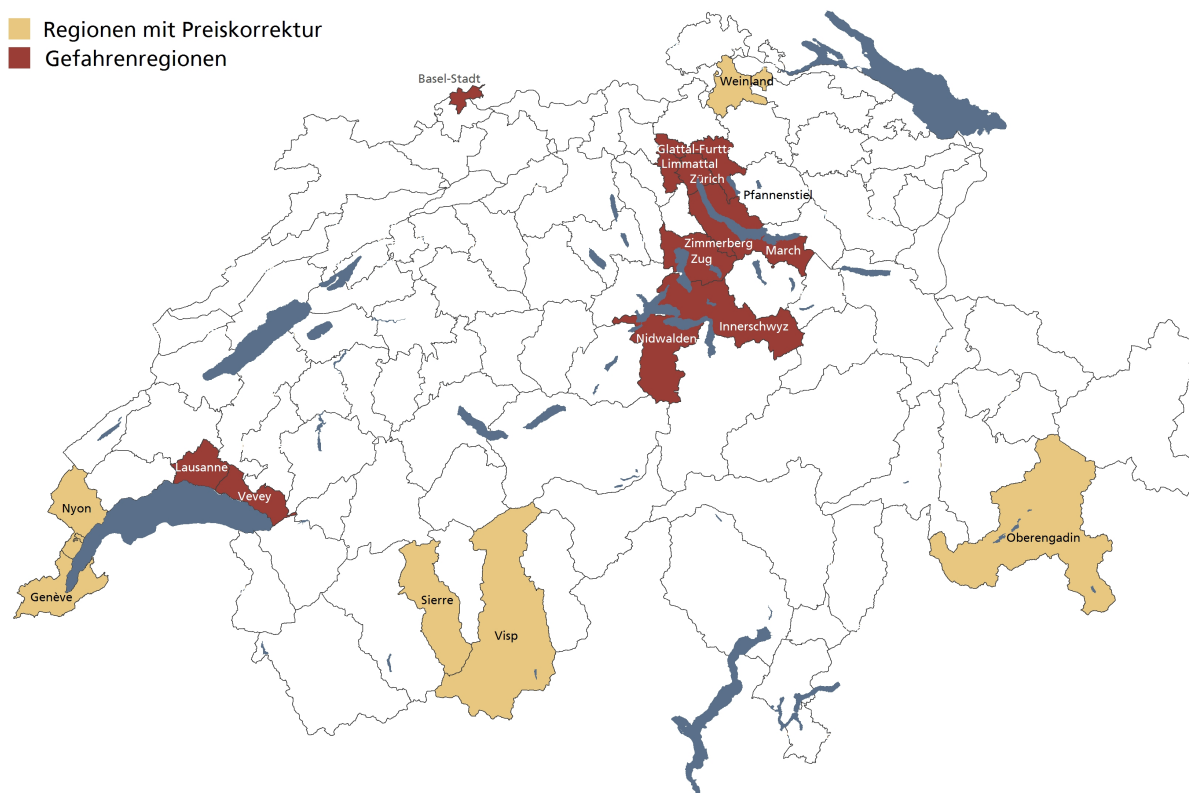 Regionen mit Preiskorrektur
Gefahrenregionen
Basel-Stadt
Weinland
Glattal-Furtta
Limmattal
Zürich
Pfannenstiel
Zimmerberg
March
Zug
Innerschwyz
Nidwalden
Lausanne
Vevey
Nyon
Oberengadin
Genève
Sierre
Visp